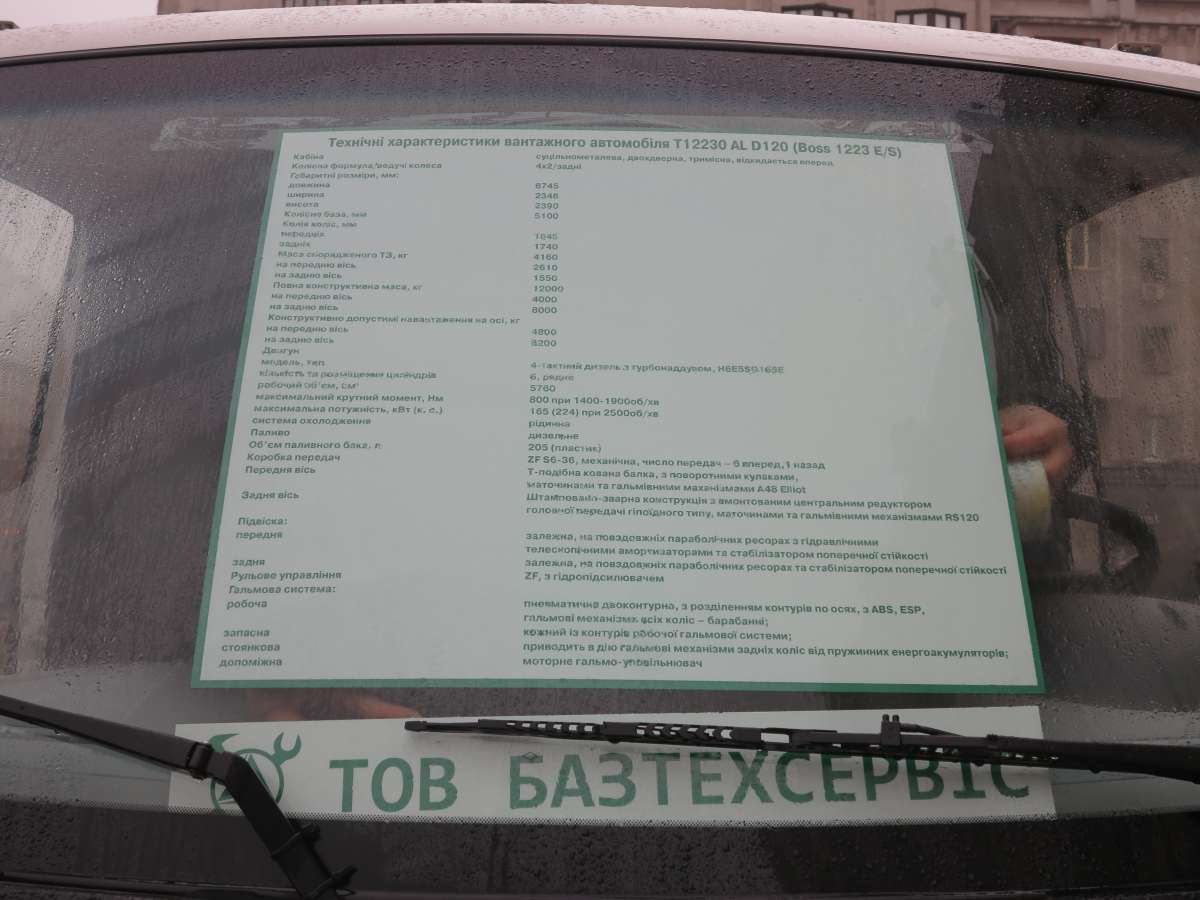 Технічні характеристики вантажного автомобіля T12230 AL D120 (Boss 1223 E/S)
Кабіна суцільнометалева, двохдверна, тримісна, відкидається вперед
Колісна формула/ведучі колеса 4х2/задні
Габаритні розміри, мм:
довжина 8745
ширина 2346
висота 2390
Колісна база, мм 5100
Колія коліс, мм
передніх 1845
задніх 1740
Маса спорядженого ТЗ, кг 4160
на передню вісь 2610
на задню вісь 1550
Повна конструктивна маса, кг 12000
на передню вісь 4000
на задню вісь 8000
Конструктивно допустимі навантаження на осі, кг
на передню вісь 4800
на задню вісь 8200
Двигун
модель, тип 4-тактний дизель з турбонаддувом,
кількість та розміщення циліндрів 6, рядне
робочий об'єм, см³ 5760
максимальний крутний момент, Нм 800 при 1400-1900об/хв
максимальна потужність, кВт (к. с.) 165 (224) при 2500об/хв
система охолодження рідинна
Паливо дизельне
Об'єм паливного бака, л 205 (пластик)
Коробка передач ZF S6-36, механічна, число передач – 6 вперед,1 назад
Передня вісь Т-подібна кована балка, з поворотними кулаками,
маточинами та гальмівними механізмами A48 Elliot
Задня вісь Штамповано-зварна конструкція з вмонтованим центральним редуктором
головної передачі гіпоїдного типу, маточинами та гальмівними механізмами RS120
Підвіска:
передня залежна, на повздовжніх параболічних ресорах з гідравлічними
телескопічними амортизаторами та стабілізатором поперечної стійкості
задня залежна, на повздовжніх параболічних ресорах та стабілізатором поперечної стійкості
Рульове управління ZF, з гідропідсилювачем
Гальмова система:
робоча пневматична двоконтурна, з розділенням контурів по осях, з ABS, ESP,
гальмові механізми усіх коліс – барабанні;
запасна кожний із контурів робочої гальмової системи;
стоянкова приводить в дію гальмові механізми задніх коліс від пружинних енергоакумуляторів;
допоміжна моторне гальмо-уповільнювач
ТОВ БАЗТЕХСЕРВІС